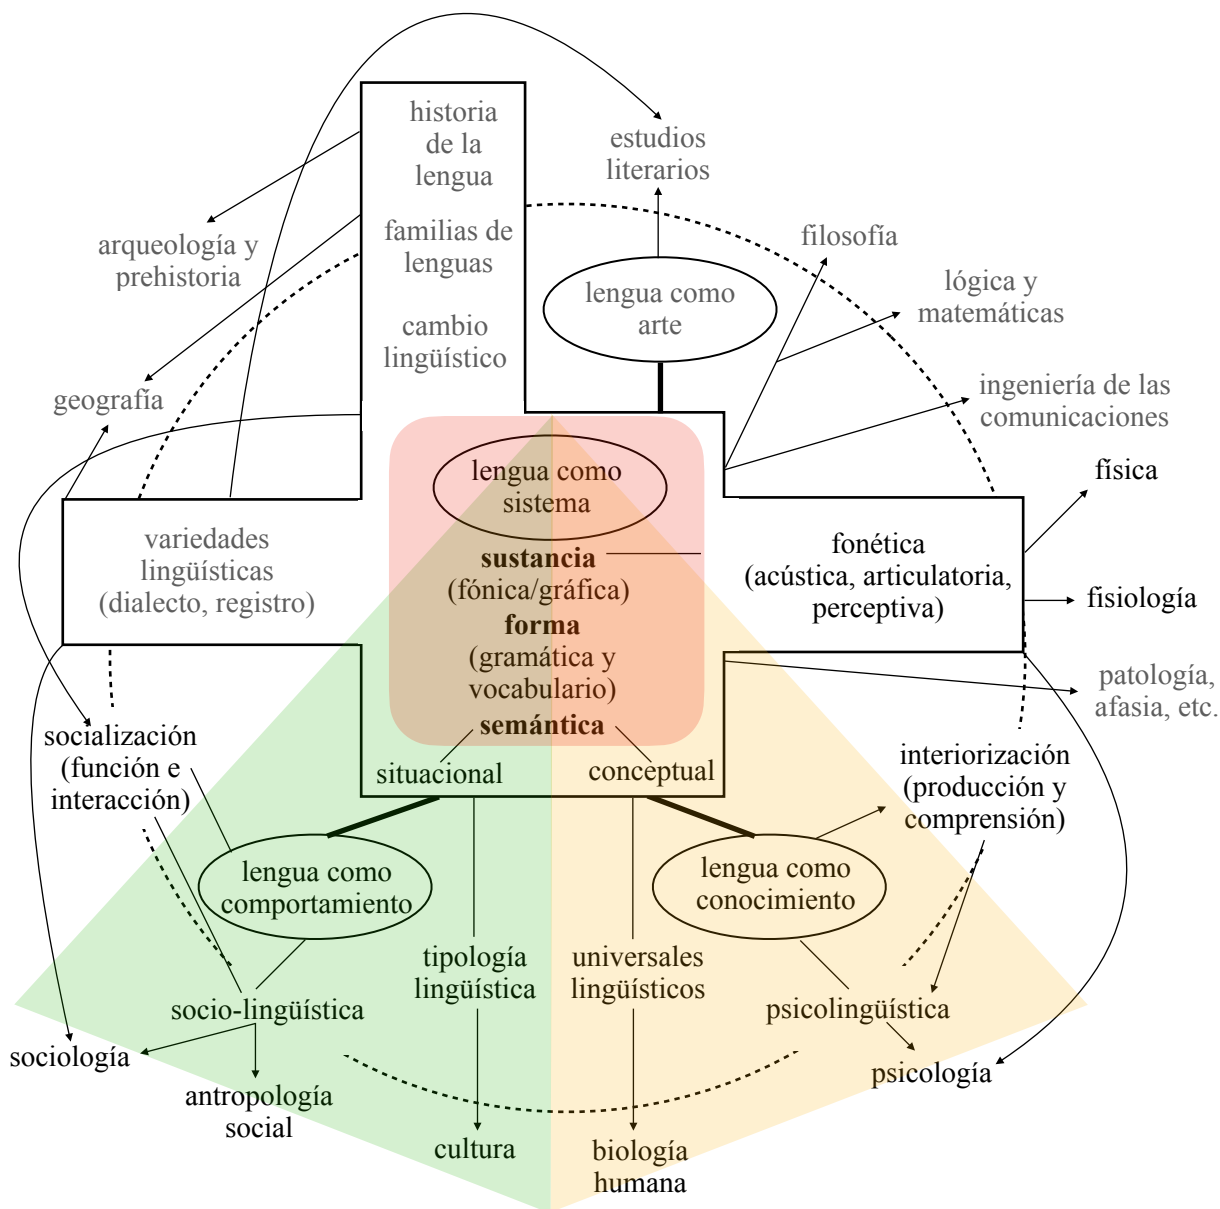 historia
de la
lengua
estudios
literarios
familias de
lenguas
arqueología y
prehistoria
filosofía
lengua como
arte
lógica y
matemáticas
cambio
lingüístico
geografía
ingeniería de las
comunicaciones
lengua como
sistema
física
variedades
lingüísticas
(dialecto, registro)
sustancia
(fónica/gráfica)
forma
(gramática y
vocabulario)
semántica
fonética
(acústica, articulatoria,
perceptiva)
fisiología
patología,
afasia, etc.
socialización
(función e
interacción)
situacional
conceptual
interiorización
(producción y
comprensión)
lengua como
comportamiento
lengua como
conocimiento
tipología
lingüística
universales
lingüísticos
socio-lingüística
psicolingüística
sociología
psicología
antropología
social
cultura
biología
humana